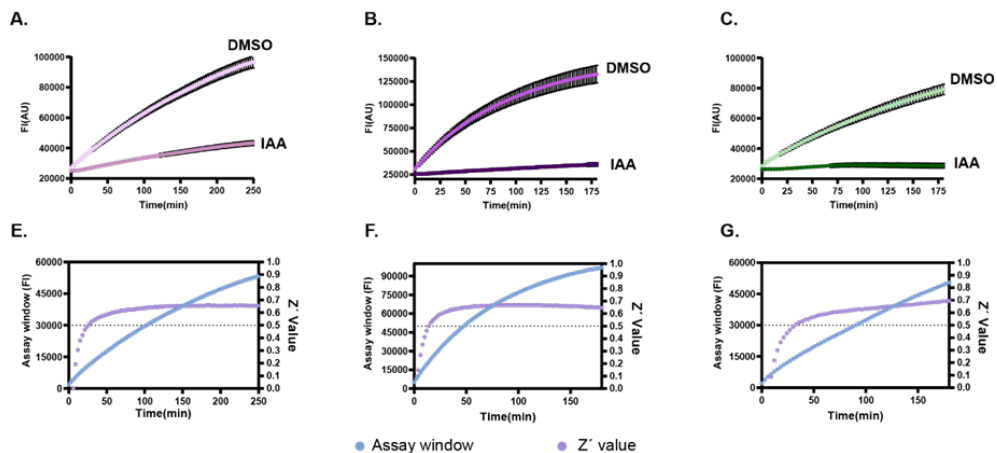 A.
B.
C.
FI(AU)
100000
80000
60000
40000
20000
DMSO
IAA
0 50 100 150 200 250
Time(min)
FI(AU)
150000
125000
100000
75000
50000
25000
DMSO
IAA
0 25 50 75 100 125 150 175
Time(min)
FI(AU)
100000
80000
60000
40000
20000
DMSO
IAA
0 25 50 75 100 125 150 175
Time(min)
E.
F.
G.
Assay window (FI)
60000
45000
30000
15000
0
1.0
0.9
0.8
0.7
0.6
0.5
0.4
0.3
0.2
0.1
0.0
Z´ Value
0 50 100 150 200 250
Time(min)
Assay window (FI)
90000
75000
60000
45000
30000
15000
0
1.0
0.9
0.8
0.7
0.6
0.5
0.4
0.3
0.2
0.1
0.0
Z´ Value
0 50 100 150
Time(min)
Assay window (FI)
60000
45000
30000
15000
0
1.0
0.9
0.8
0.7
0.6
0.5
0.4
0.3
0.2
0.1
0.0
Z´ Value
0 50 100 150
Time(min)
Assay window
Z´ value